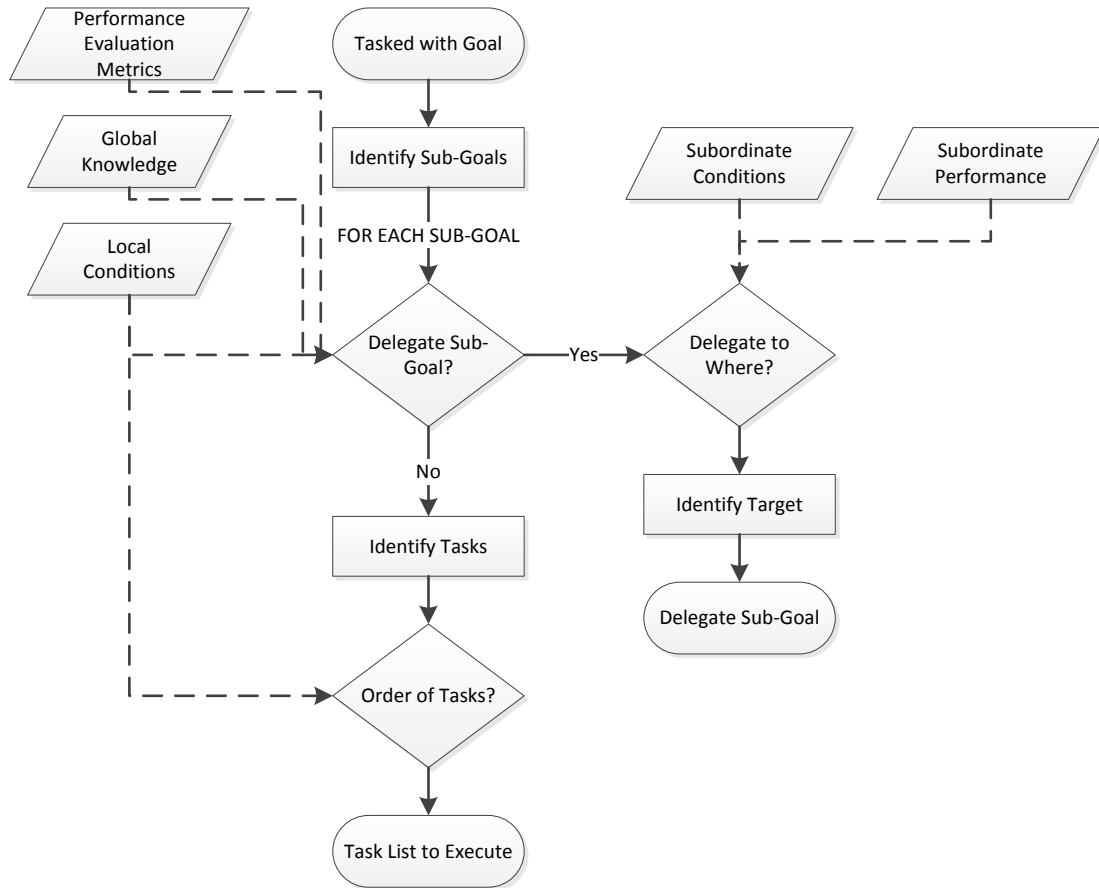 Performance
Evaluation
Metrics
Tasked with Goal
Global
Knowledge
Identify Sub-Goals
Subordinate
Conditions
Subordinate
Performance
FOR EACH SUB-GOAL
Local
Conditions
Delegate Sub-
Goal?
Yes
Delegate to
Where?
No
Identify Target
Identify Tasks
Delegate Sub-Goal
Order of Tasks?
Task List to Execute